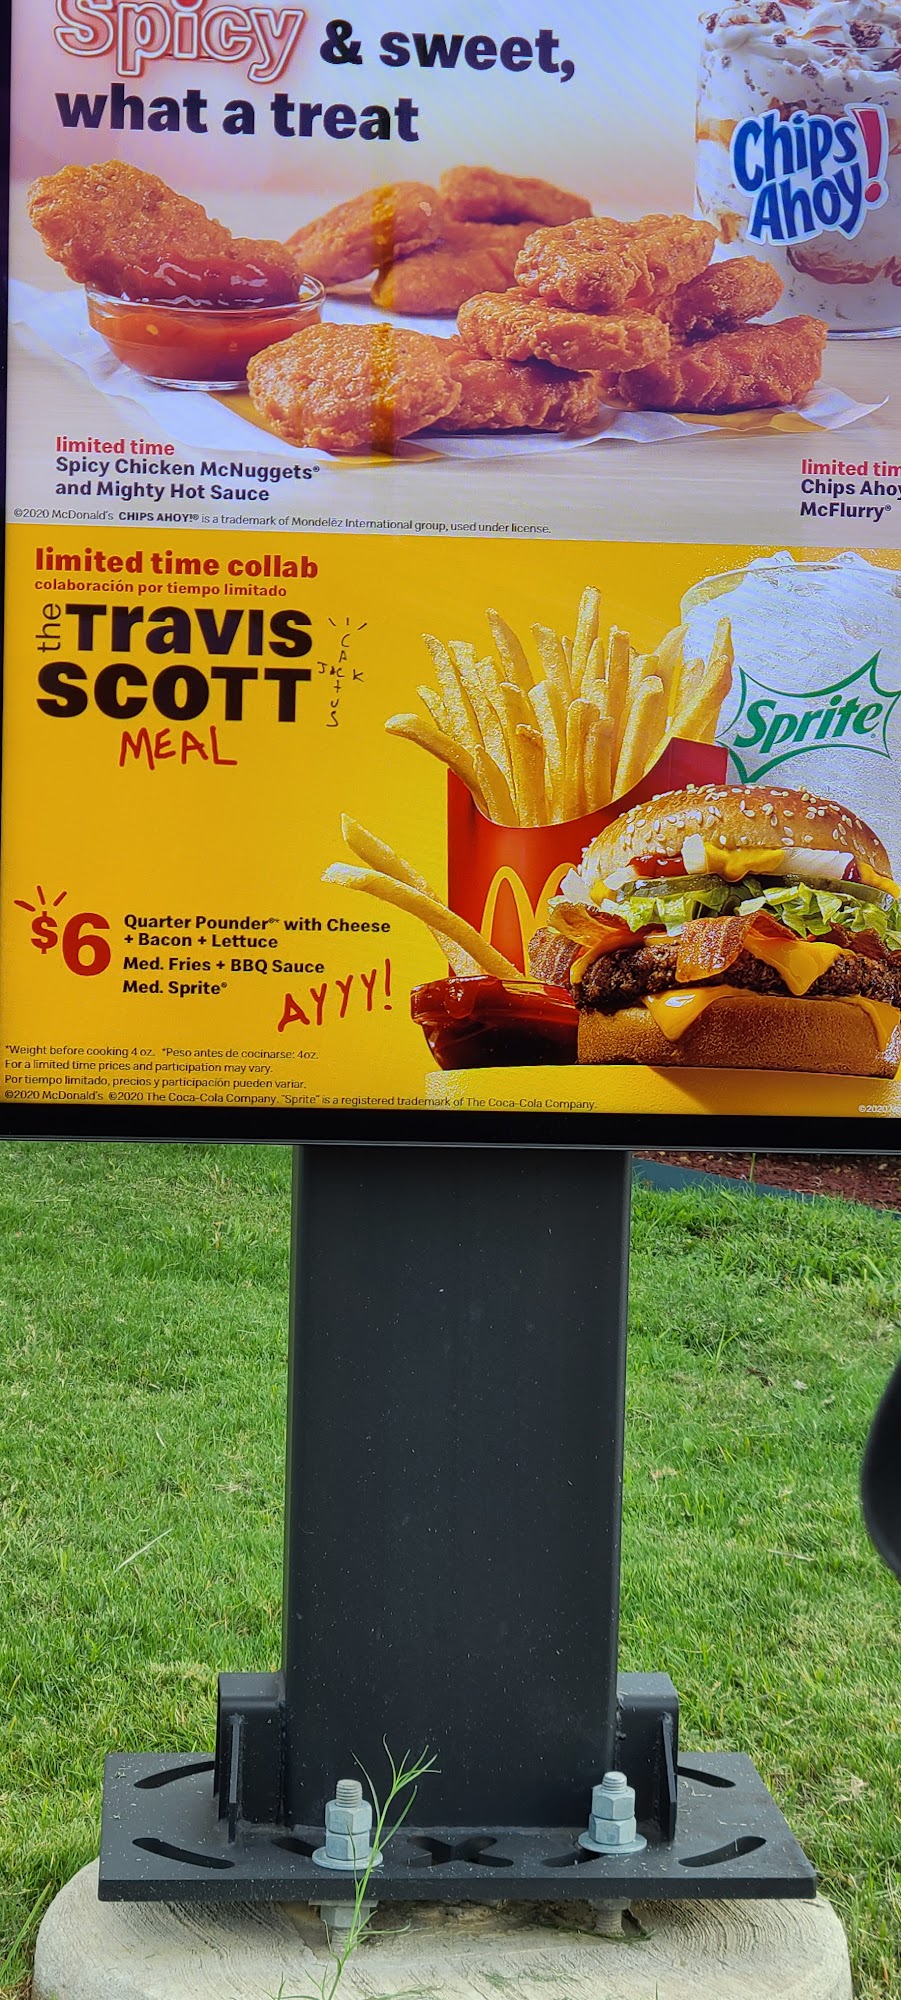 Spicy & sweet,
what a treat
Chips
Ahoy!
limited time
Spicy Chicken McNuggets®
and Mighty Hot Sauce
limited tim
Chips Ahoy
McFlurry®
©2020 McDonald's CHIPS AHOY!® is a trademark of Mondelēz International group, used under license.
limited time collab
colaboración por tiempo limitado
the Travis
SCOTT
MEAL
CACTUS
JACK
Sprite
$6
Quarter Pounder®* with Cheese
+ Bacon + Lettuce
Med. Fries + BBQ Sauce
Med. Sprite®
AYYY!
*Weight before cooking 4 oz. *Peso antes de cocinarse: 4oz.
For a limited time prices and participation may vary.
Por tiempo limitado, precios y participación pueden variar.
©2020 McDonald's ©2020 The Coca-Cola Company. "Sprite" is a registered trademark of The Coca-Cola Company.
©2020